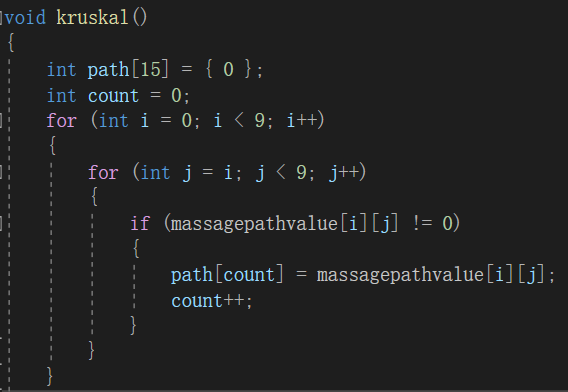 void kruskal()
{
int path[15] = { 0 };
int count = 0;
for (int i = 0; i < 9; i++)
{
for (int j = i; j < 9; j++)
{
if (massagepathvalue[i][j] != 0)
{
path[count] = massagepathvalue[i][j];
count++;
}
}
}